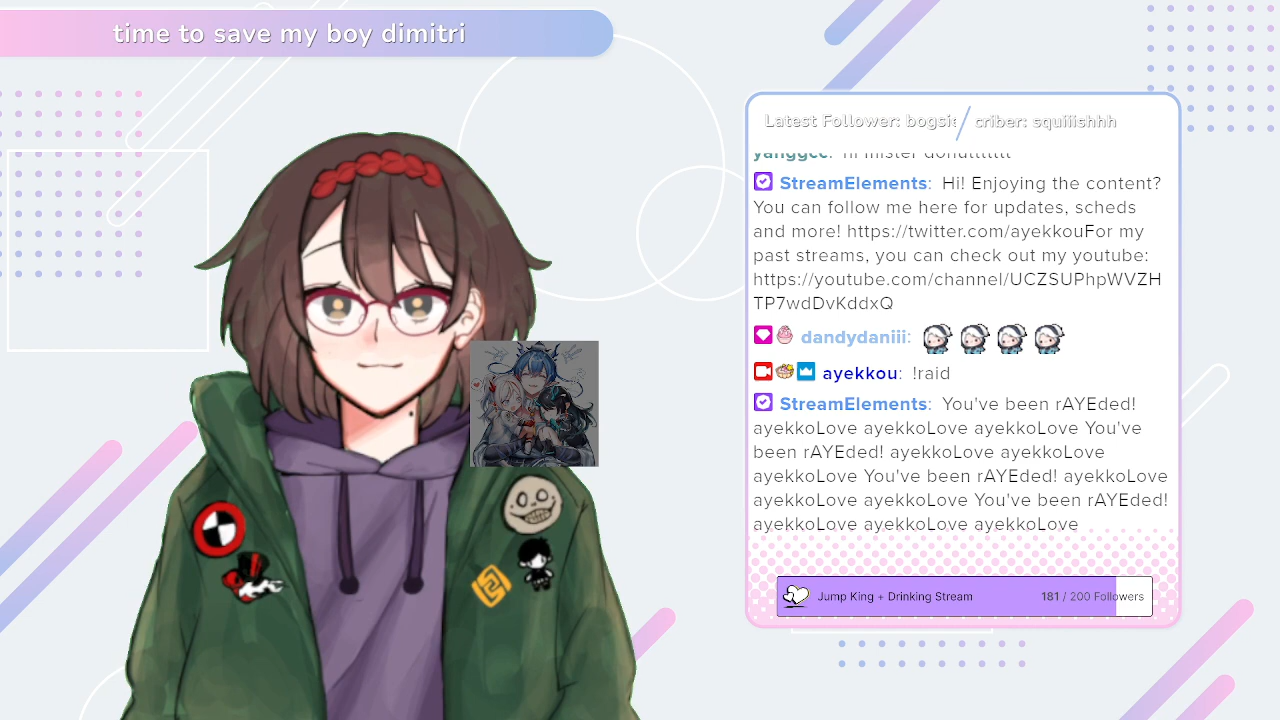 time to save my boy dimitri
Latest Follower: bogsi criber: squiiishhh
yanggcc: hi mister donutttttt
StreamElements: Hi! Enjoying the content?
You can follow me here for updates, scheds
and more! https://twitter.com/ayekkouFor my
past streams, you can check out my youtube:
https://youtube.com/channel/UCZSUPhpWVZH
TP7wdDvKddxQ
dandydaniii:
ayekkou: !raid
StreamElements: You've been rAYEded!
ayekkoLove ayekkoLove ayekkoLove You've
been rAYEded! ayekkoLove ayekkoLove
ayekkoLove You've been rAYEded! ayekkoLove
ayekkoLove ayekkoLove You've been rAYEded!
ayekkoLove ayekkoLove ayekkoLove
Jump King + Drinking Stream 181 / 200 Followers